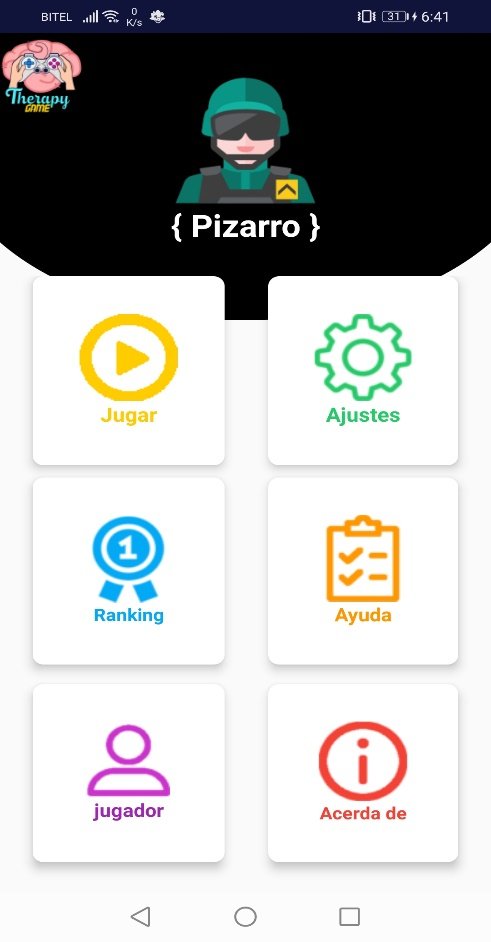 BITEL 0 K/s 31 6:41
Therapy
GAME
{ Pizarro }
Jugar
Ajustes
1
Ranking
Ayuda
jugador
Acerda de